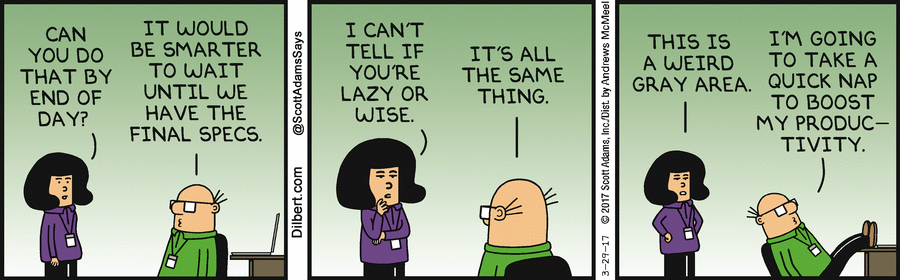 CAN
YOU DO
THAT BY
END OF
DAY?
IT WOULD
BE SMARTER
TO WAIT
UNTIL WE
HAVE THE
FINAL SPECS.
Dilbert.com
@ScottAdamsSays
I CAN'T
TELL IF
YOU'RE
LAZY OR
WISE.
IT'S ALL
THE SAME
THING.
3-29-17 © 2017 Scott Adams, Inc./Dist. by Andrews McMeel
THIS IS
A WEIRD
GRAY AREA.
I'M GOING
TO TAKE A
QUICK NAP
TO BOOST
MY PRODUC-
TIVITY.